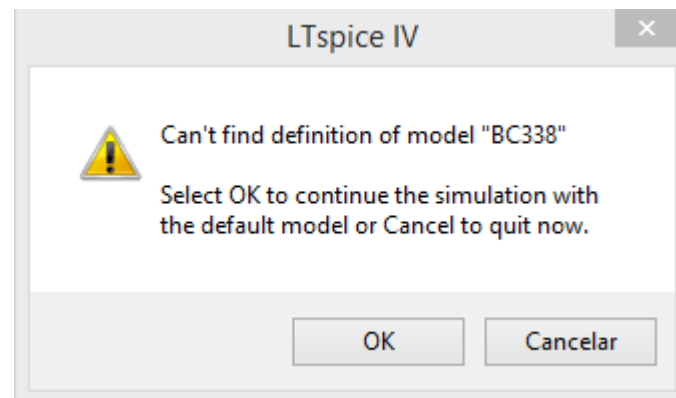 LTspice IV
Can't find definition of model "BC338"
Select OK to continue the simulation with
the default model or Cancel to quit now.
OK
Cancelar